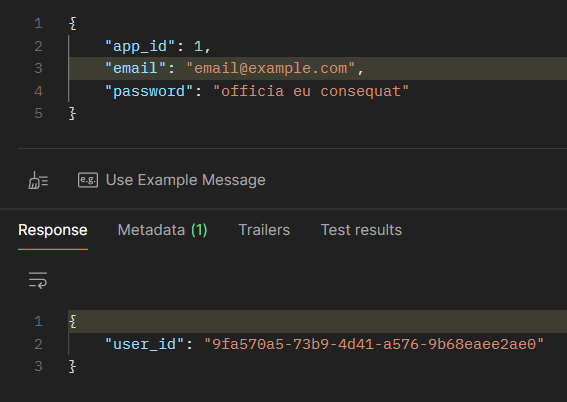 1 {
2 "app_id": 1,
3 "email": "email@example.com",
4 "password": "officia eu consequat"
5 }
e.g. Use Example Message
Response Metadata (1) Trailers Test results
1 {
2 "user_id": "9fa570a5-73b9-4d41-a576-9b68eaee2ae0"
3 }